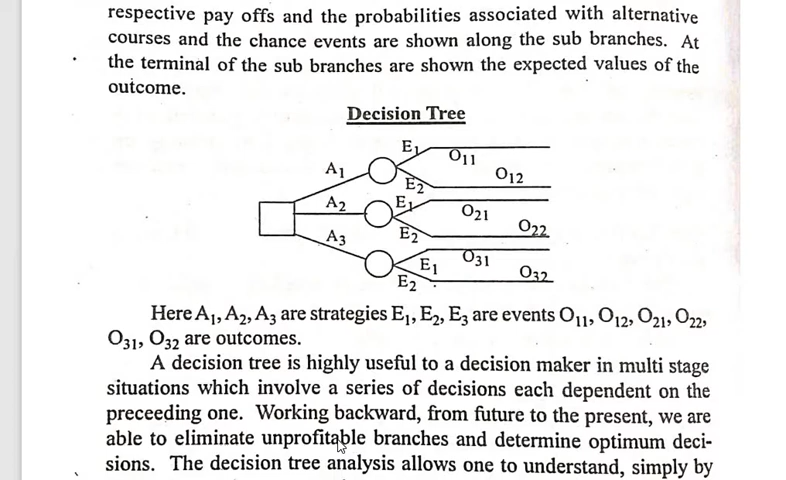 respective pay offs and the probabilities associated with alternative
courses and the chance events are shown along the sub branches. At
the terminal of the sub branches are shown the expected values of the
outcome.
Decision Tree
E1
O11
A1
O12
E2
A2
E1
O21
O22
A3
E2
O31
E1
O32
E2
Here A1, A2, A3 are strategies E1, E2, E3 are events O11, O12, O21, O22,
O31, O32 are outcomes.
A decision tree is highly useful to a decision maker in multi stage
situations which involve a series of decisions each dependent on the
preceeding one. Working backward, from future to the present, we are
able to eliminate unprofitable branches and determine optimum deci-
sions. The decision tree analysis allows one to understand, simply by